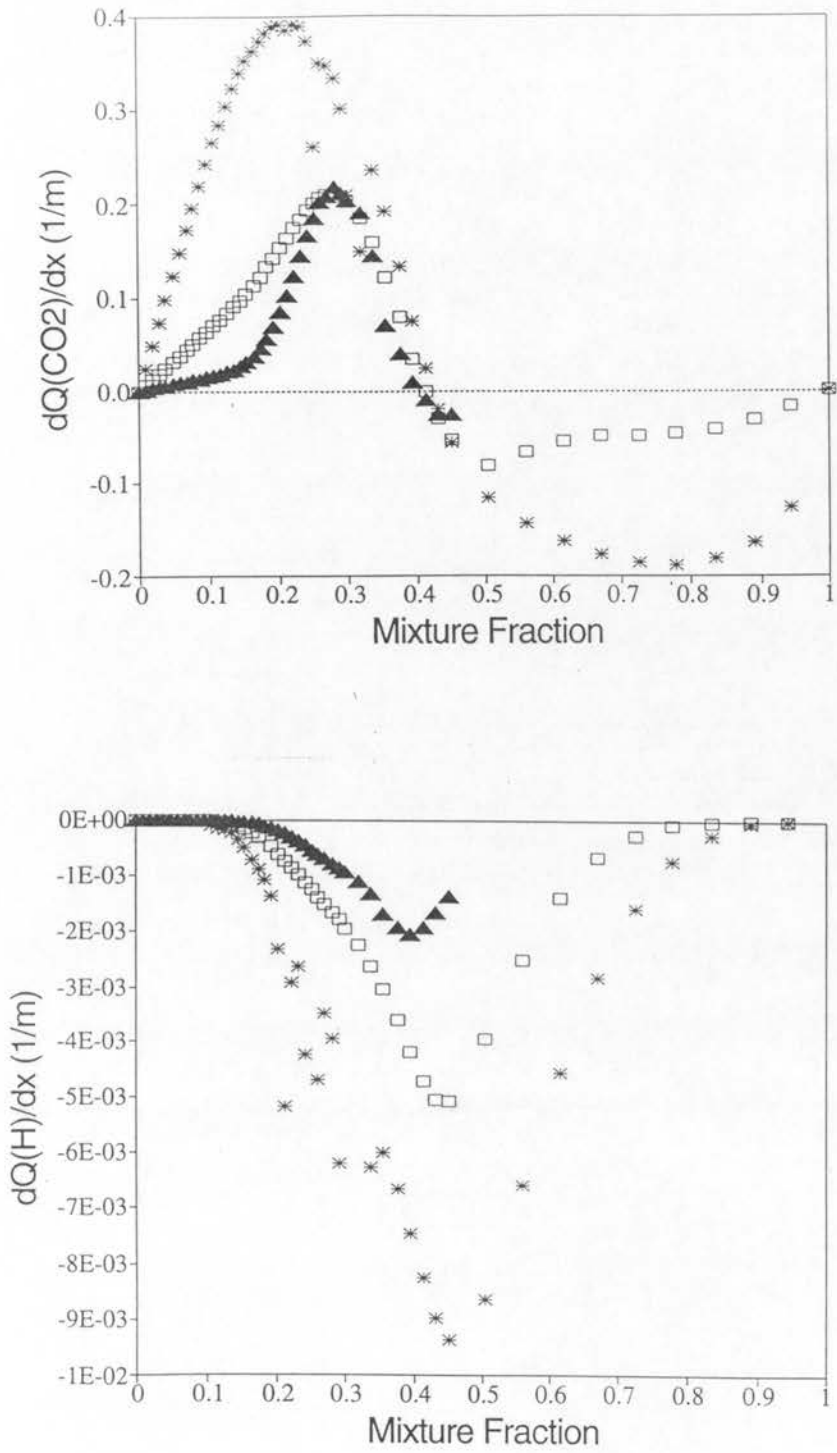 0.4
0.3
0.2
0.1
0.0
-0.1
-0.2
dQ(CO2)/dx (1/m)
0 0.1 0.2 0.3 0.4 0.5 0.6 0.7 0.8 0.9 1
Mixture Fraction
0E+00
-1E-03
-2E-03
-3E-03
-4E-03
-5E-03
-6E-03
-7E-03
-8E-03
-9E-03
-1E-02
dQ(H)/dx (1/m)
0 0.1 0.2 0.3 0.4 0.5 0.6 0.7 0.8 0.9 1
Mixture Fraction